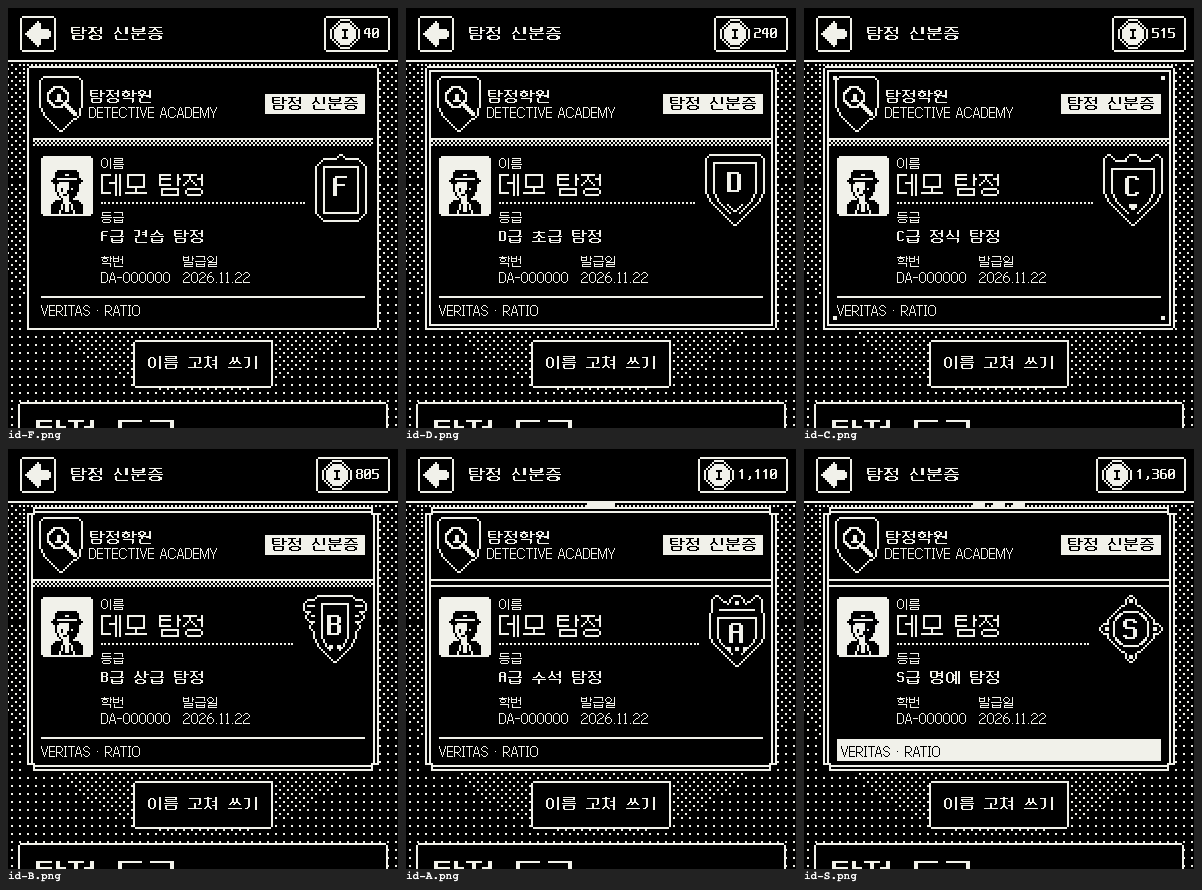 탐정 신분증
I 40
탐정학원
DETECTIVE ACADEMY
탐정 신분증
이름
데모 탐정
F
등급
F급 견습 탐정
학번 발급일
DA-000000 2026.11.22
VERITAS · RATIO
이름 고쳐 쓰기
id-F.png
탐정 신분증
I 240
탐정학원
DETECTIVE ACADEMY
탐정 신분증
이름
데모 탐정
D
등급
D급 초급 탐정
학번 발급일
DA-000000 2026.11.22
VERITAS · RATIO
이름 고쳐 쓰기
id-D.png
탐정 신분증
I 515
탐정학원
DETECTIVE ACADEMY
탐정 신분증
이름
데모 탐정
C
등급
C급 정식 탐정
학번 발급일
DA-000000 2026.11.22
VERITAS · RATIO
이름 고쳐 쓰기
id-C.png
탐정 신분증
I 805
탐정학원
DETECTIVE ACADEMY
탐정 신분증
이름
데모 탐정
B
등급
B급 상급 탐정
학번 발급일
DA-000000 2026.11.22
VERITAS · RATIO
이름 고쳐 쓰기
id-B.png
탐정 신분증
I 1,110
탐정학원
DETECTIVE ACADEMY
탐정 신분증
이름
데모 탐정
A
등급
A급 수석 탐정
학번 발급일
DA-000000 2026.11.22
VERITAS · RATIO
이름 고쳐 쓰기
id-A.png
탐정 신분증
I 1,360
탐정학원
DETECTIVE ACADEMY
탐정 신분증
이름
데모 탐정
S
등급
S급 명예 탐정
학번 발급일
DA-000000 2026.11.22
VERITAS · RATIO
이름 고쳐 쓰기
id-S.png